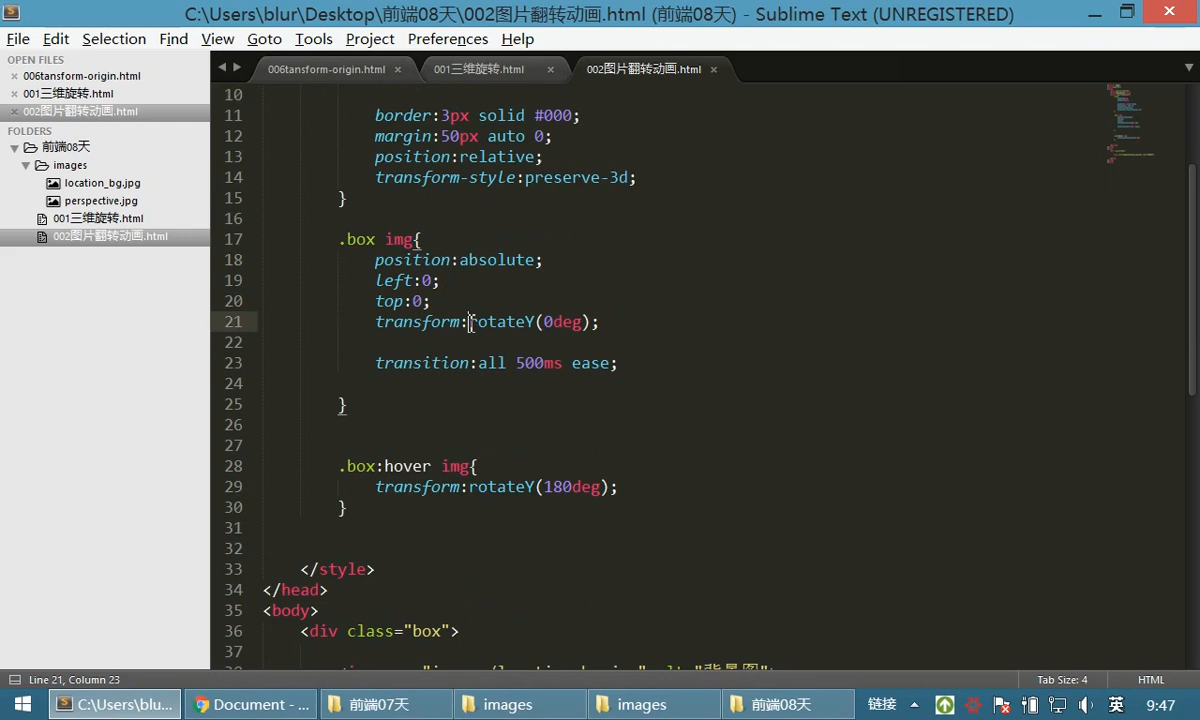 C:\Users\blur\Desktop\前端08天\002图片翻转动画.html (前端08天) - Sublime Text (UNREGISTERED)
File Edit Selection Find View Goto Tools Project Preferences Help
OPEN FILES
006tansform-origin.html
001三维旋转.html
002图片翻转动画.html
FOLDERS
前端08天
images
location_bg.jpg
perspective.jpg
001三维旋转.html
002图片翻转动画.html
006tansform-origin.html 001三维旋转.html 002图片翻转动画.html
10
11 border:3px solid #000;
12 margin:50px auto 0;
13 position:relative;
14 transform-style:preserve-3d;
15 }
16
17 .box img{
18 position:absolute;
19 left:0;
20 top:0;
21 transform:rotateY(0deg);
22
23 transition:all 500ms ease;
24
25 }
26
27
28 .box:hover img{
29 transform:rotateY(180deg);
30 }
31
32
33 </style>
34 </head>
35 <body>
36 <div class="box">
37
Line 21, Column 23 Tab Size: 4 HTML
C:\Users\blu... Document - ... 前端07天 images images 前端08天 链接 英 9:47